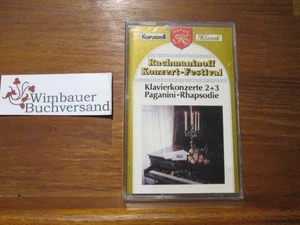 Wimbauer
Buchversand
Karussell
Klassik
Rachmaninoff
Konzert-Festival
Klavierkonzerte 2+3
Paganini-Rhapsodie